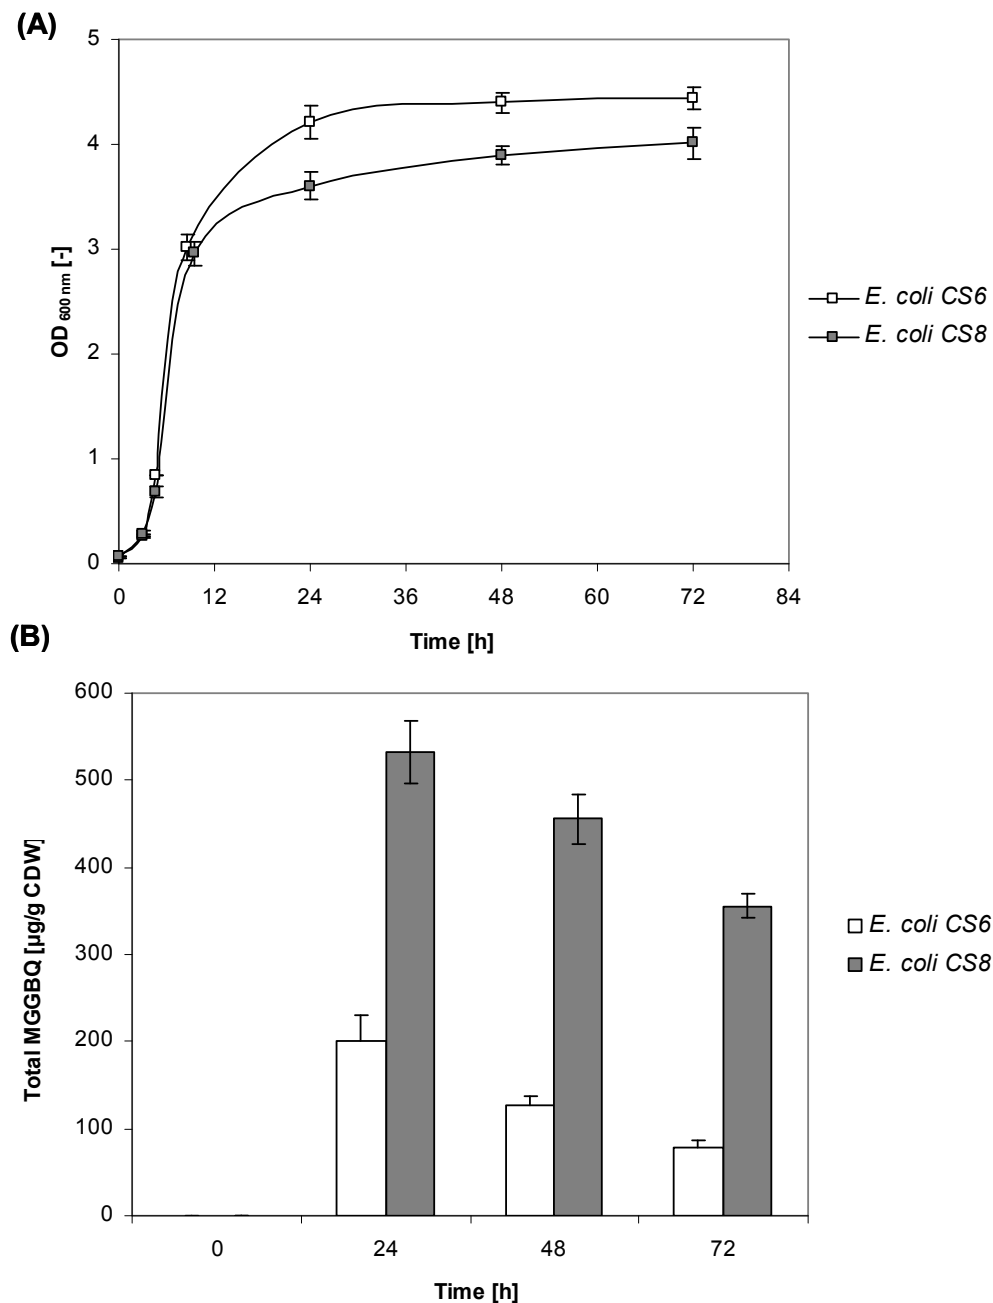 (A)
5
4
3
2
1
0
OD 600 nm [-]
0 12 24 36 48 60 72 84
Time [h]
E. coli CS6
E. coli CS8
(B)
600
500
400
300
200
100
0
Total MGGBQ [µg/g CDW]
0 24 48 72
Time [h]
E. coli CS6
E. coli CS8